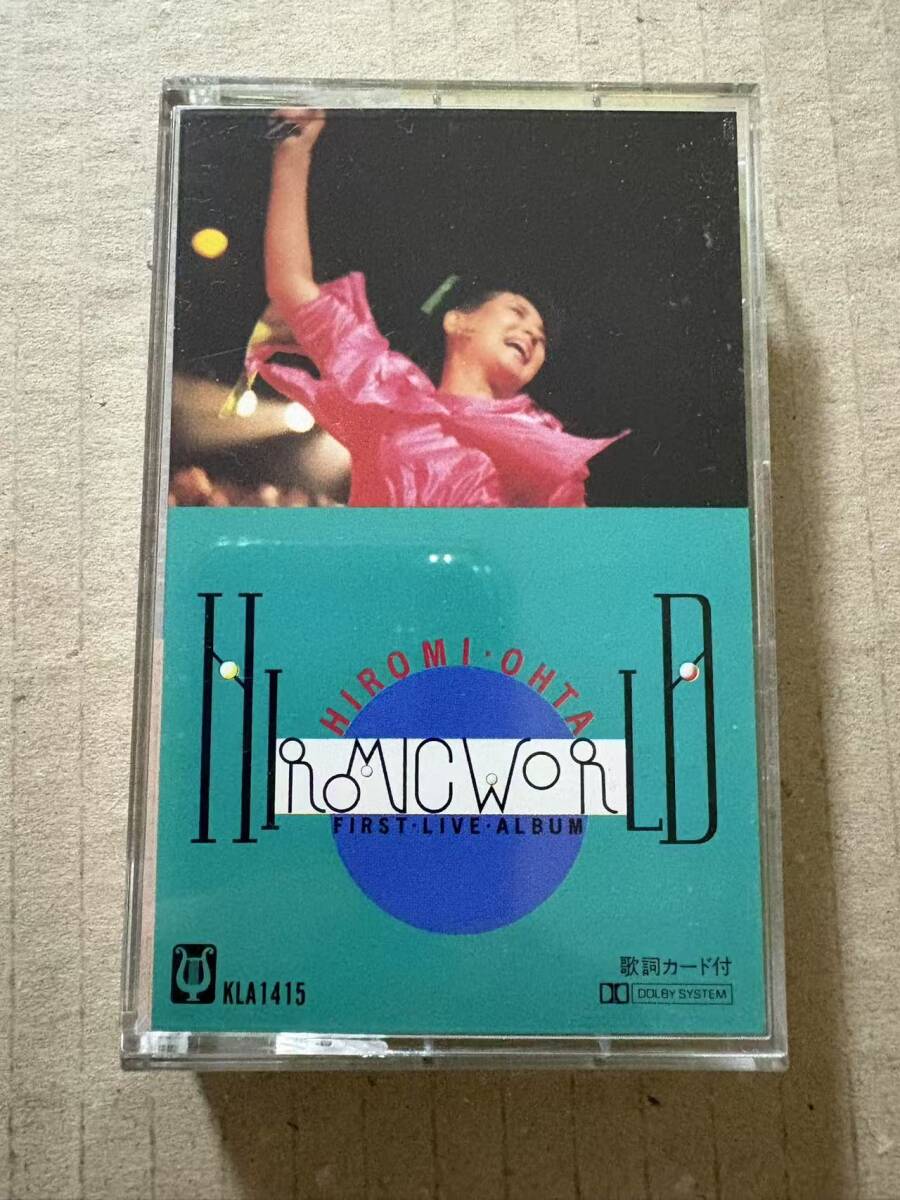 HIROMI·OHTA
HIROMIC WORLD
FIRST·LIVE·ALBUM
歌詞カード付
KLA1415
DOLBY SYSTEM